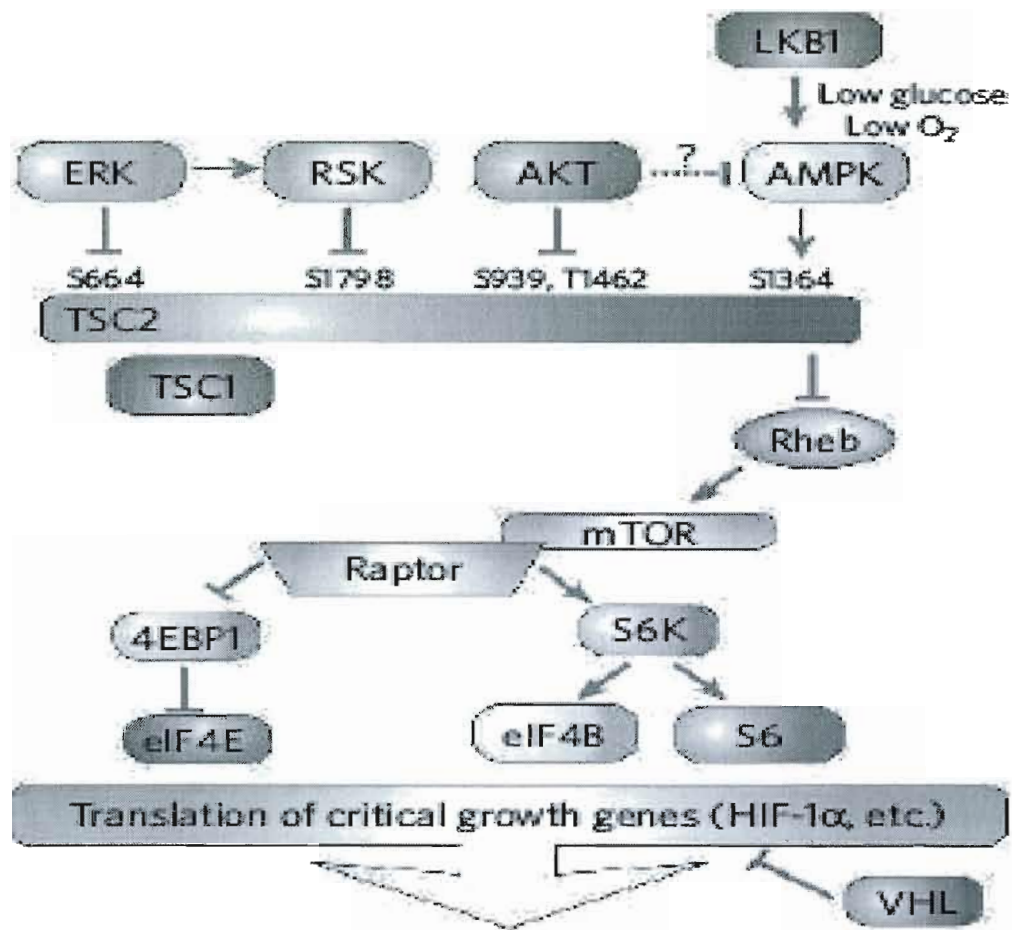 LKB1
Low glucose
Low O₂
ERK
RSK
AKT
?
AMPK
S664
S1798
S939, T1462
S1364
TSC2
TSC1
Rheb
mTOR
Raptor
4EBP1
S6K
eIF4E
eIF4B
S6
Translation of critical growth genes (HIF-1α, etc.)
VHL